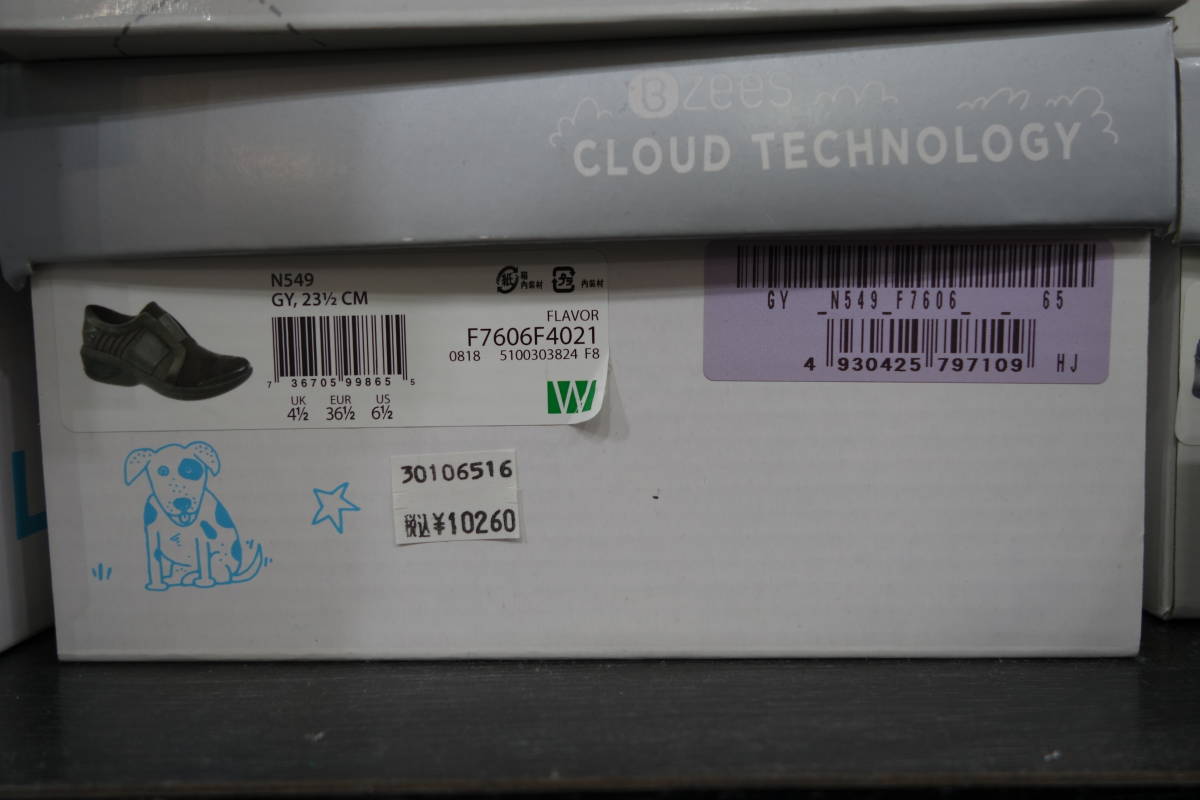 Bzees
CLOUD TECHNOLOGY
N549
GY, 23½ CM
7 36705 99865 5
UK EUR US
4½ 36½ 6½
紙 箱
内装材
プラ 内装材
FLAVOR
F7606F4021
0818 5100303824 F8
W
GY _N549_F7606_ _ 65
4 930425 797109 HJ
30106516
税込¥10260
L